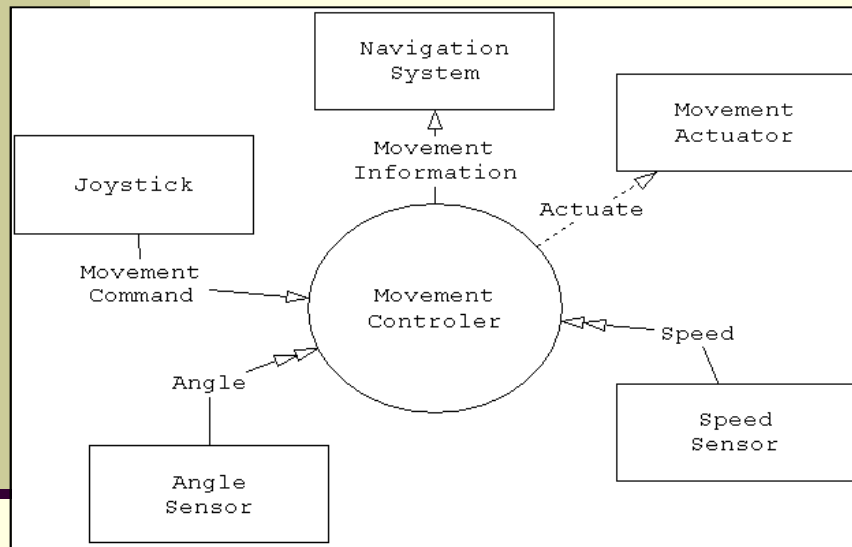 Navigation
System
Movement
Actuator
Movement
Information
Joystick
Actuate
Movement
Command
Movement
Controler
Speed
Angle
Speed
Sensor
Angle
Sensor